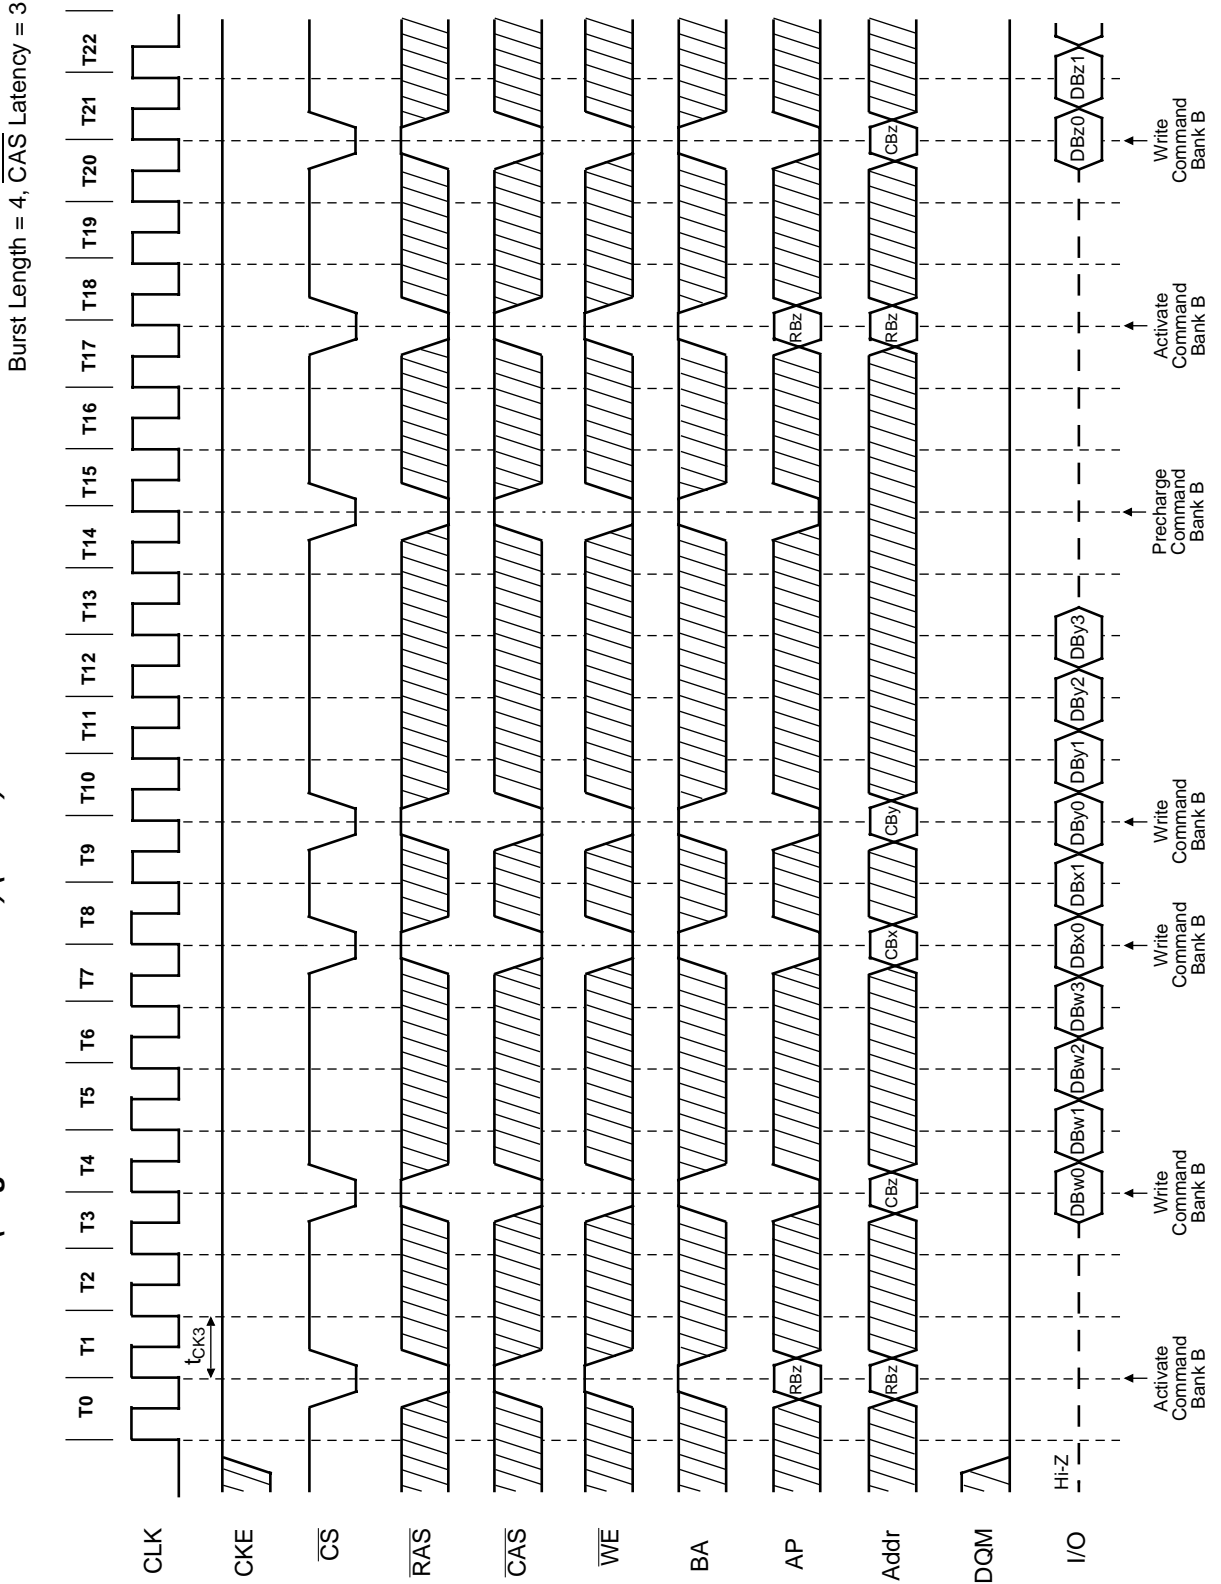 Burst Length = 4, CAS Latency = 3
T0 T1 T2 T3 T4 T5 T6 T7 T8 T9 T10 T11 T12 T13 T14 T15 T16 T17 T18 T19 T20 T21 T22
CLK
tCK3
CKE
CS
RAS
CAS
WE
BA
AP
RBz RBz
Addr
RBz CBz CBx CBy RBz CBz
DQM
Hi-Z
I/O
DBw0 DBw1 DBw2 DBw3 DBx0 DBx1 DBy0 DBy1 DBy2 DBy3 DBz0 DBz1
Activate
Command
Bank B
Write
Command
Bank B
Write
Command
Bank B
Write
Command
Bank B
Precharge
Command
Bank B
Activate
Command
Bank B
Write
Command
Bank B